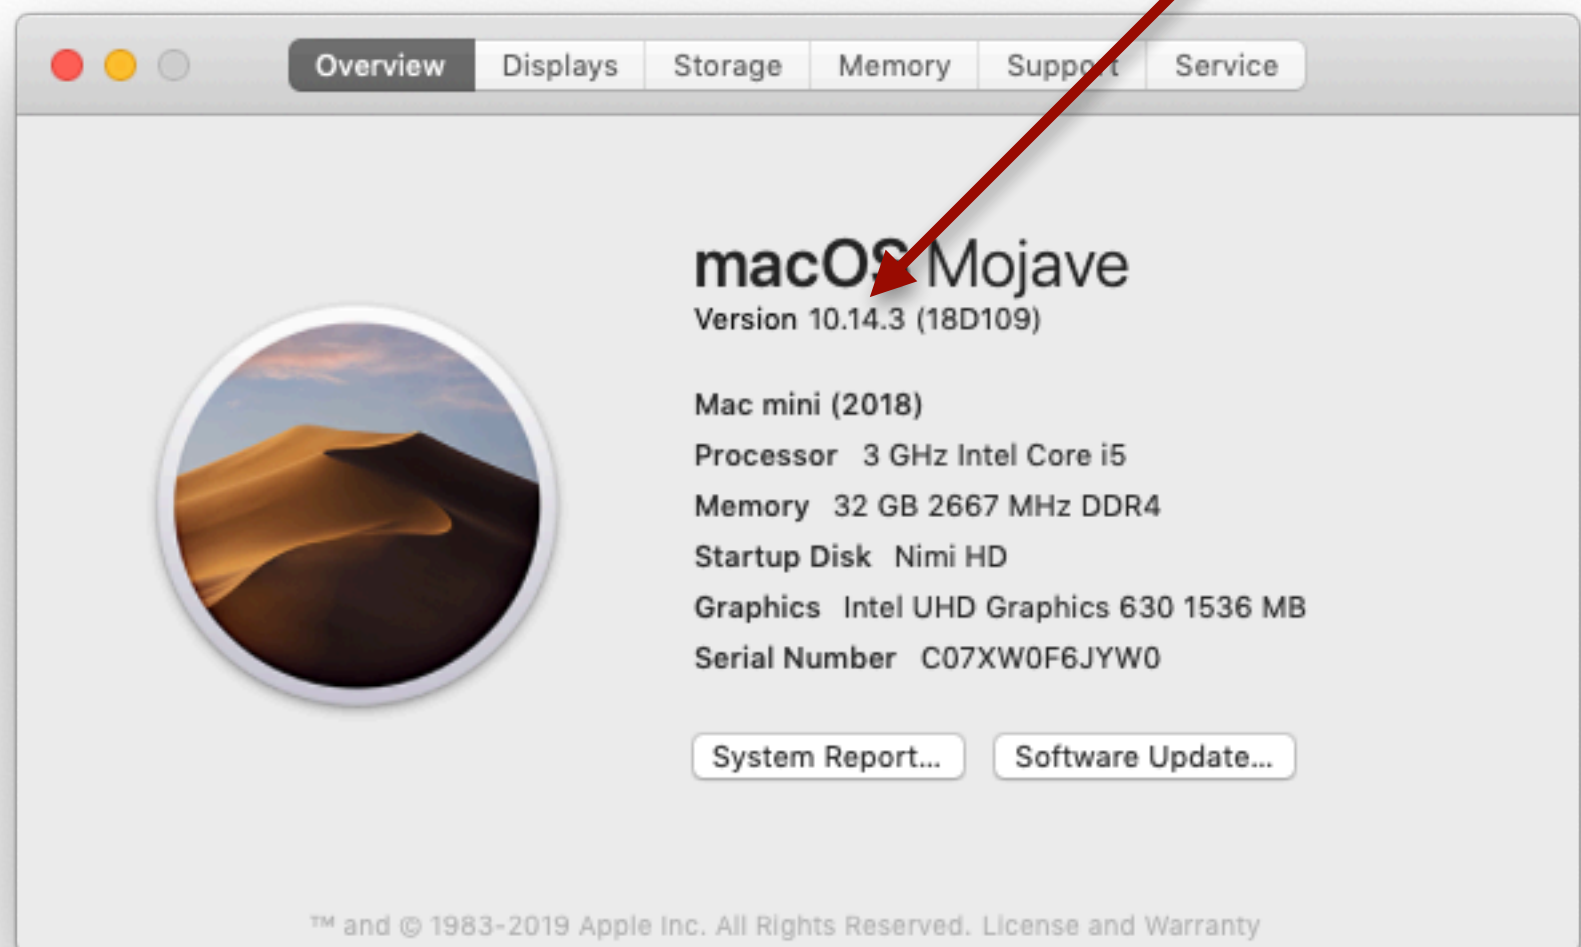 Overview Displays Storage Memory Support Service
macOS Mojave
Version 10.14.3 (18D109)
Mac mini (2018)
Processor 3 GHz Intel Core i5
Memory 32 GB 2667 MHz DDR4
Startup Disk Nimi HD
Graphics Intel UHD Graphics 630 1536 MB
Serial Number C07XW0F6JYW0
System Report... Software Update...
™ and © 1983-2019 Apple Inc. All Rights Reserved. License and Warranty